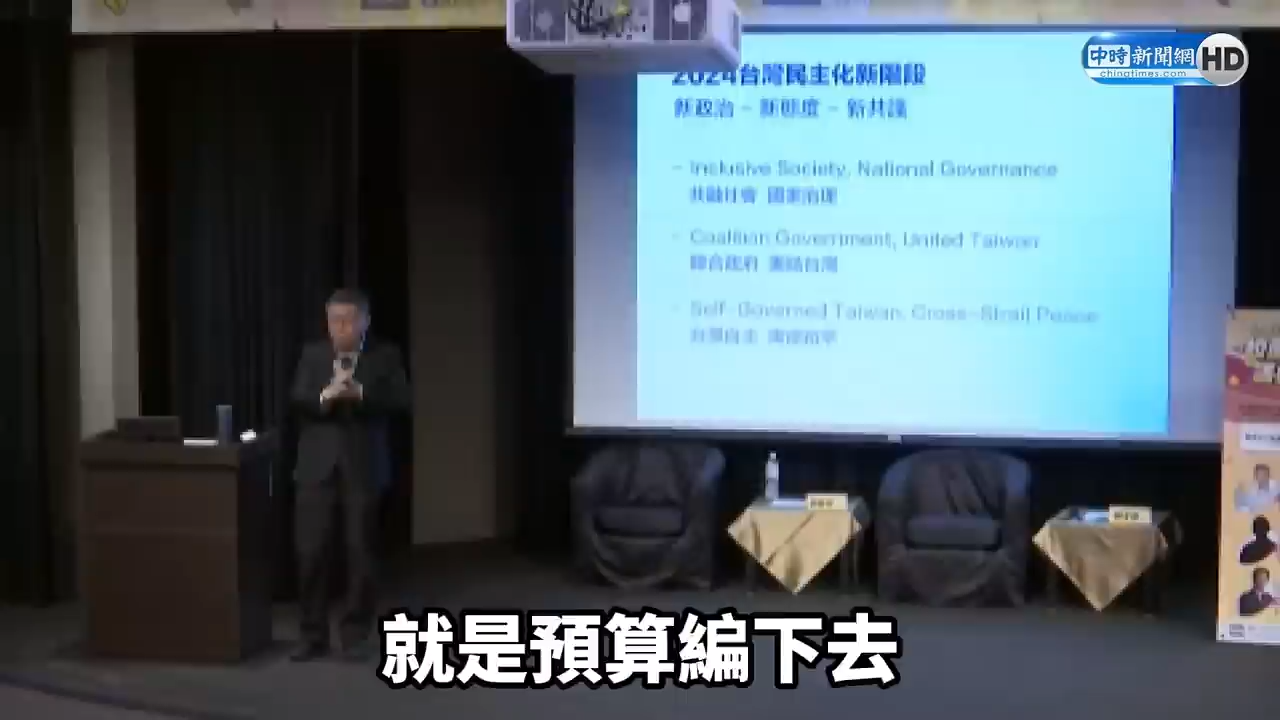 中時新聞網 HD
chinatimes.com
2024台灣民主化新階段
新政治 - 新態度 - 新共識
- Inclusive Society, National Governance
共融社會 國家治理
- Coalition Government, United Taiwan
聯合政府 團結台灣
- Self-Governed Taiwan, Cross-Strait Peace
台灣自主 兩岸和平
就是預算編下去